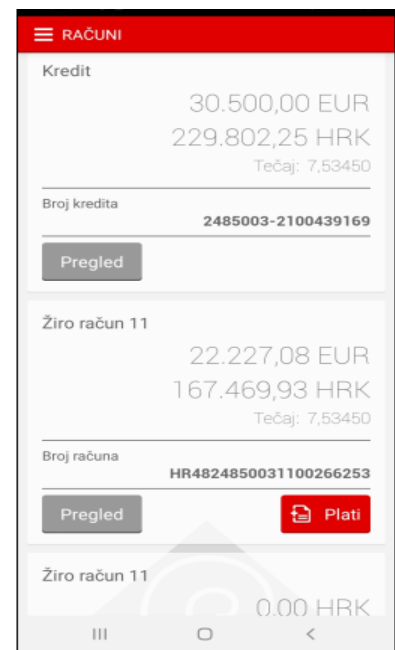 RAČUNI
Kredit
30.500,00 EUR
229.802,25 HRK
Tečaj: 7,53450
Broj kredita
2485003-2100439169
Pregled
Žiro račun 11
22.227,08 EUR
167.469,93 HRK
Tečaj: 7,53450
Broj računa
HR4824850031100266253
Pregled
Plati
Žiro račun 11
0,00 HRK